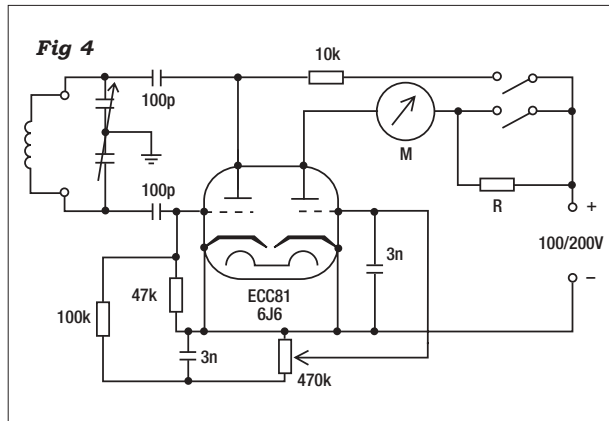 Fig 4
10k
100p
M
100p
R
+
100/200V
−
3n
ECC81
6J6
47k
100k
3n
470k